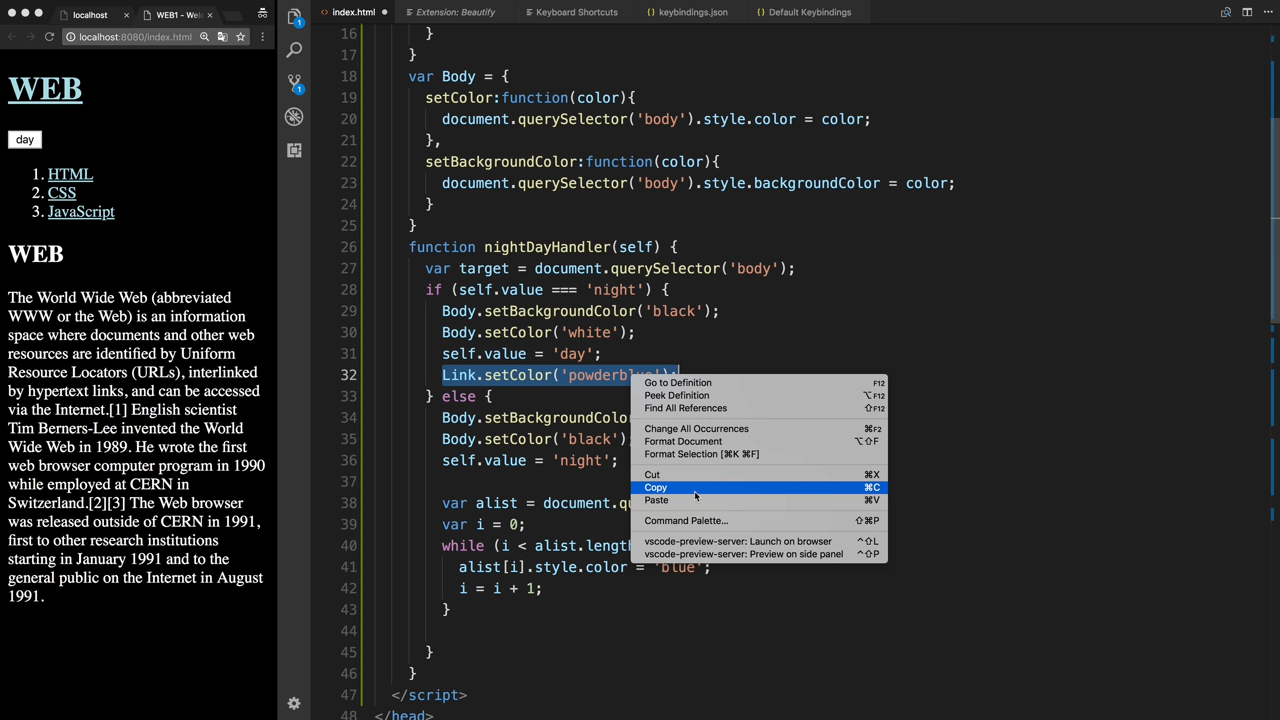 localhost
WEB1 - Wel
localhost:8080/index.html
WEB
day
1. HTML
2. CSS
3. JavaScript
WEB
The World Wide Web (abbreviated
WWW or the Web) is an information
space where documents and other web
resources are identified by Uniform
Resource Locators (URLs), interlinked
by hypertext links, and can be accessed
via the Internet.[1] English scientist
Tim Berners-Lee invented the World
Wide Web in 1989. He wrote the first
web browser computer program in 1990
while employed at CERN in
Switzerland.[2][3] The Web browser
was released outside of CERN in 1991,
first to other research institutions
starting in January 1991 and to the
general public on the Internet in August
1991.
1
1
index.html
Extension: Beautify
Keyboard Shortcuts
keybindings.json
Default Keybindings
16 }
17 }
18 var Body = {
19 setColor:function(color){
20 document.querySelector('body').style.color = color;
21 },
22 setBackgroundColor:function(color){
23 document.querySelector('body').style.backgroundColor = color;
24 }
25 }
26 function nightDayHandler(self) {
27 var target = document.querySelector('body');
28 if (self.value === 'night') {
29 Body.setBackgroundColor('black');
30 Body.setColor('white');
31 self.value = 'day';
32 Link.setColor('powderblue');
33 } else {
34 Body.setBackgroundColo
35 Body.setColor('black');
36 self.value = 'night';
37
38 var alist = document.qu
39 var i = 0;
40 while (i < alist.length
41 alist[i].style.color = 'blue';
42 i = i + 1;
43 }
44
45 }
46 }
47 </script>
48 </head>
Go to Definition F12
Peek Definition ⌥F12
Find All References ⇧F12
Change All Occurrences ⌘F2
Format Document ⌥⇧F
Format Selection [⌘K ⌘F]
Cut ⌘X
Copy ⌘C
Paste ⌘V
Command Palette... ⇧⌘P
vscode-preview-server: Launch on browser ^⇧L
vscode-preview-server: Preview on side panel ^⇧P